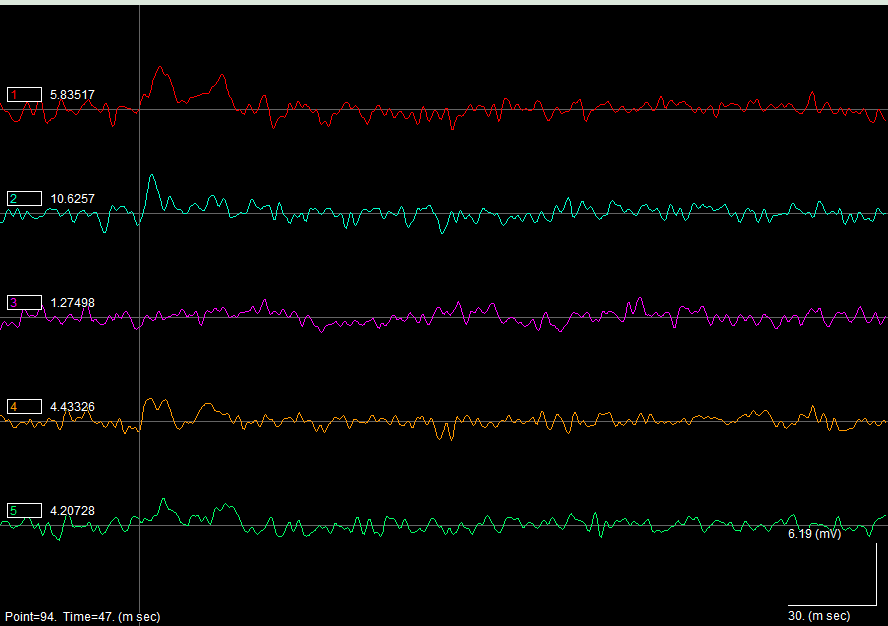 1 5.83517
2 10.6257
3 1.27498
4 4.43326
5 4.20728
6.19 (mV)
30. (m sec)
Point=94. Time=47. (m sec)